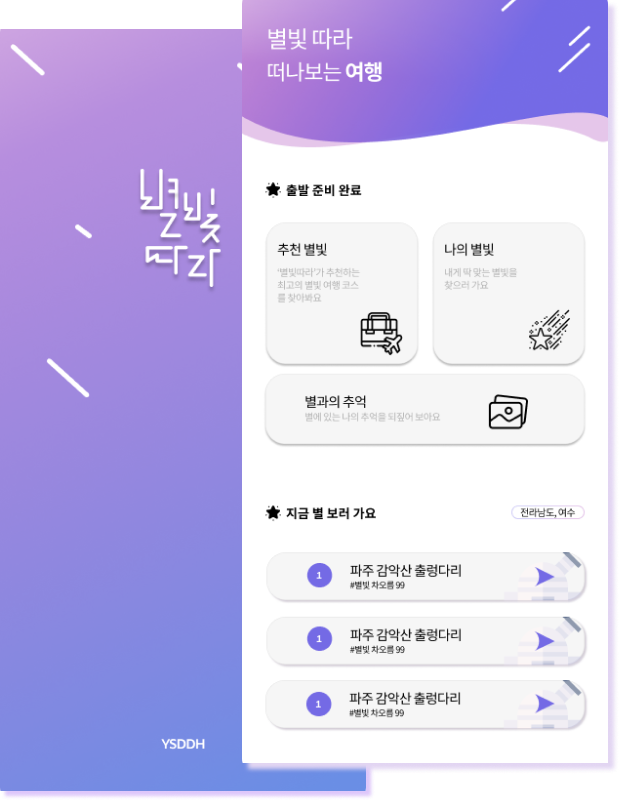 별빛
따라
YSDDH
별빛 따라
떠나보는 여행
출발 준비 완료
추천 별빛
'별빛따라'가 추천하는
최고의 별빛 여행 코스
를 찾아봐요
나의 별빛
내게 딱 맞는 별빛을
찾으러 가요
별과의 추억
별에 있는 나의 추억을 되짚어 보아요
지금 별 보러 가요
전라남도, 여수
1
파주 감악산 출렁다리
#별빛 차오름 99
1
파주 감악산 출렁다리
#별빛 차오름 99
1
파주 감악산 출렁다리
#별빛 차오름 99